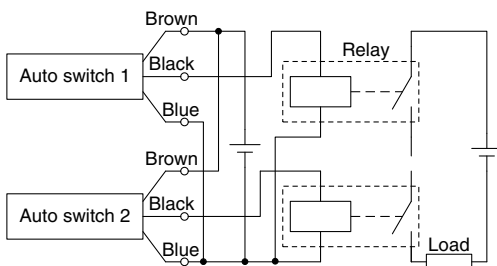 Brown
Relay
Auto switch 1
Black
Blue
Brown
Auto switch 2
Black
Blue
Load